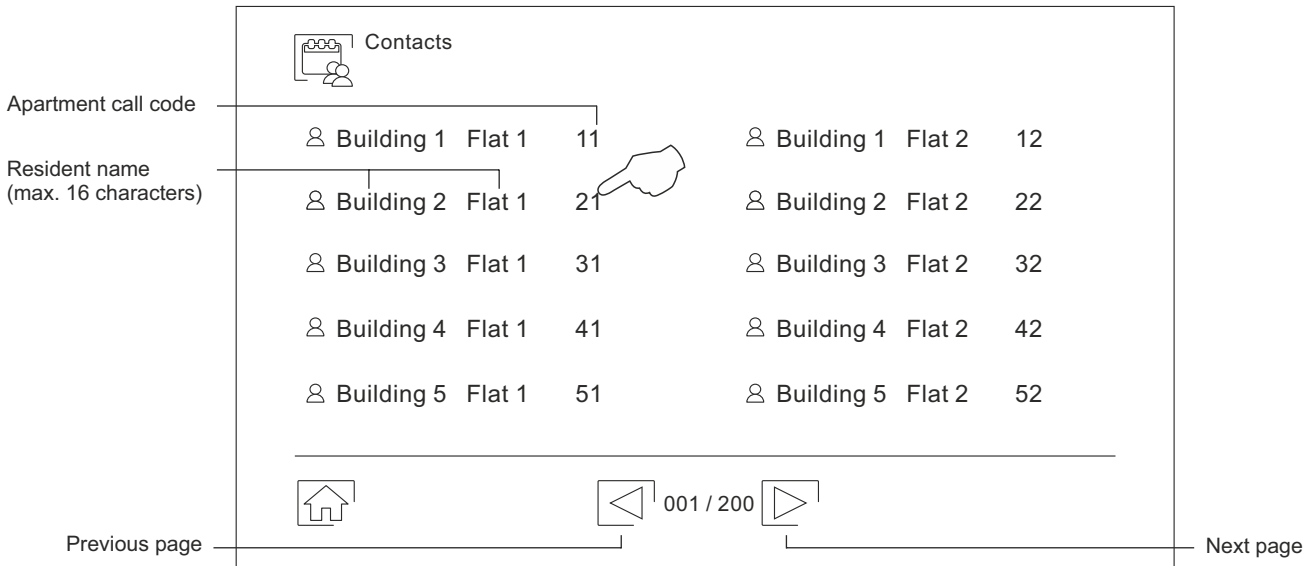 Contacts
Apartment call code
Building 1 Flat 1 11 Building 1 Flat 2 12
Resident name
(max. 16 characters)
Building 2 Flat 1 21 Building 2 Flat 2 22
Building 3 Flat 1 31 Building 3 Flat 2 32
Building 4 Flat 1 41 Building 4 Flat 2 42
Building 5 Flat 1 51 Building 5 Flat 2 52
001 / 200
Previous page
Next page